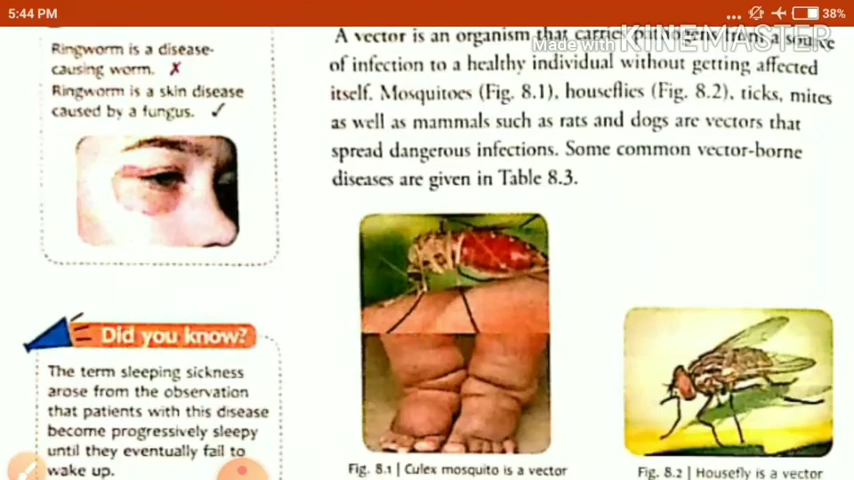 5:44 PM
38%
Made with KINEMASTER
Ringworm is a disease-
causing worm. ✗
Ringworm is a skin disease
caused by a fungus. ✓
A vector is an organism that carries pathogens from a source
of infection to a healthy individual without getting affected
itself. Mosquitoes (Fig. 8.1), houseflies (Fig. 8.2), ticks, mites
as well as mammals such as rats and dogs are vectors that
spread dangerous infections. Some common vector-borne
diseases are given in Table 8.3.
Did you know?
The term sleeping sickness
arose from the observation
that patients with this disease
become progressively sleepy
until they eventually fail to
wake up.
Fig. 8.1 | Culex mosquito is a vector
Fig. 8.2 | Housefly is a vector